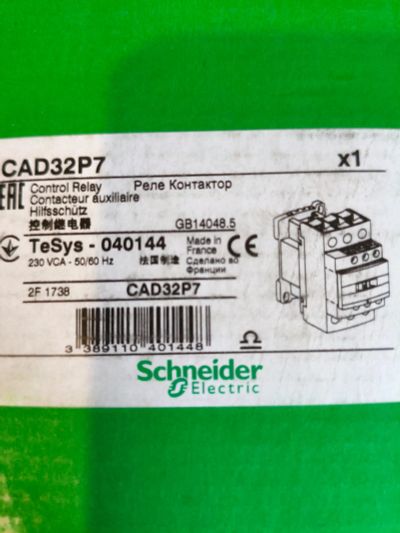 CAD32P7 x1
EAC Control Relay Реле Контактор
Contacteur auxiliaire
Hilfsschütz
控制继电器 GB14048.5
TeSys - 040144 Made in France CE
230 VCA - 50/60 Hz 法国制造 Сделано во Франции
2F 1738 CAD32P7
3 389110 401448
Schneider
Electric